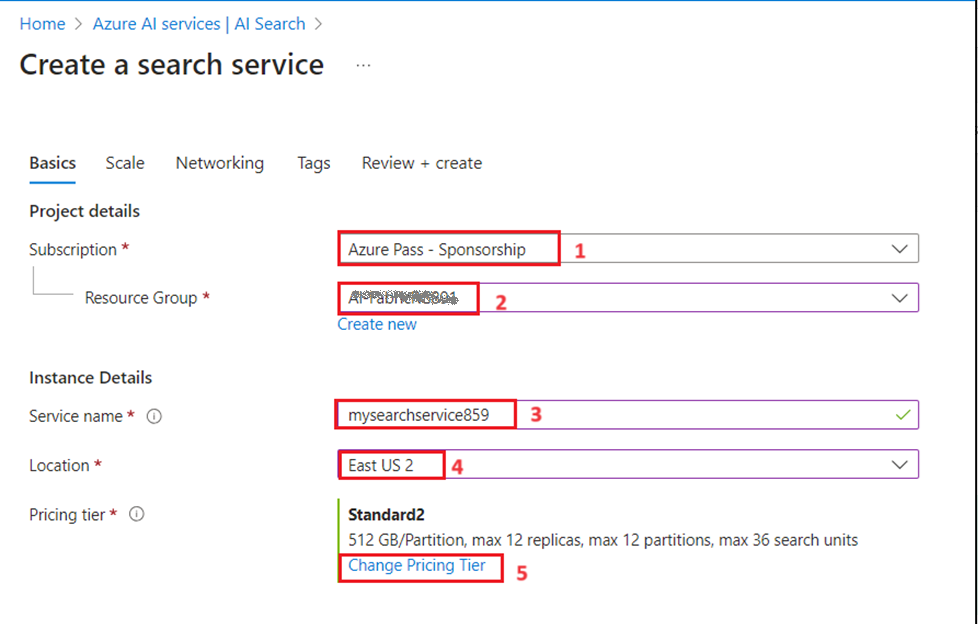 Home > Azure AI services | AI Search >
Create a search service ...
Basics Scale Networking Tags Review + create
Project details
Subscription * Azure Pass - Sponsorship 1
Resource Group * 2
Create new
Instance Details
Service name * mysearchservice859 3
Location * East US 2 4
Pricing tier * Standard2
512 GB/Partition, max 12 replicas, max 12 partitions, max 36 search units
Change Pricing Tier 5